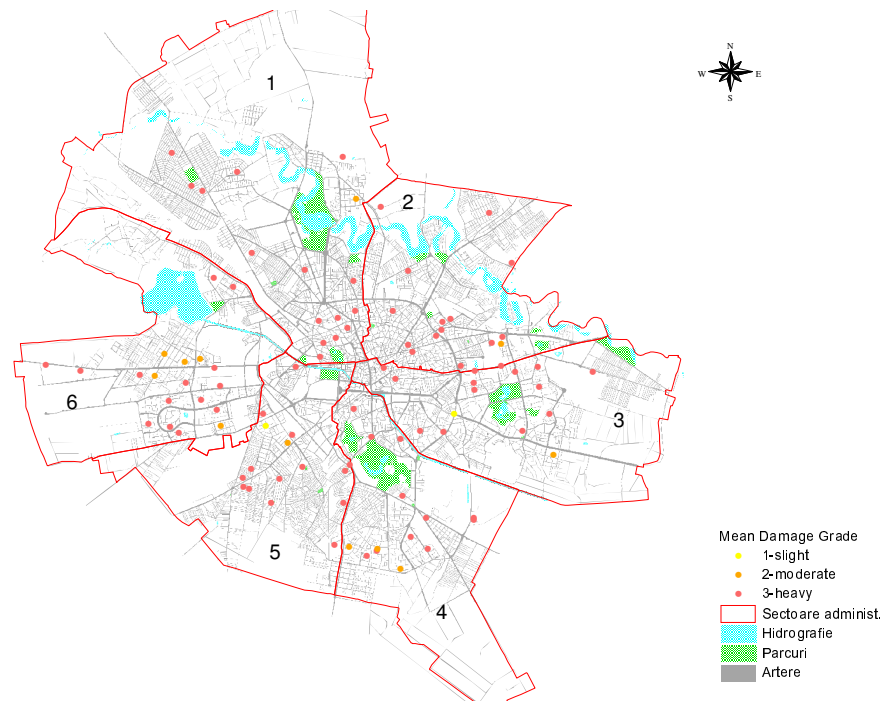 N
W E
S
1
2
3
6
5
4
Mean Damage Grade
1-slight
2-moderate
3-heavy
Sectoare administ.
Hidrografie
Parcuri
Artere